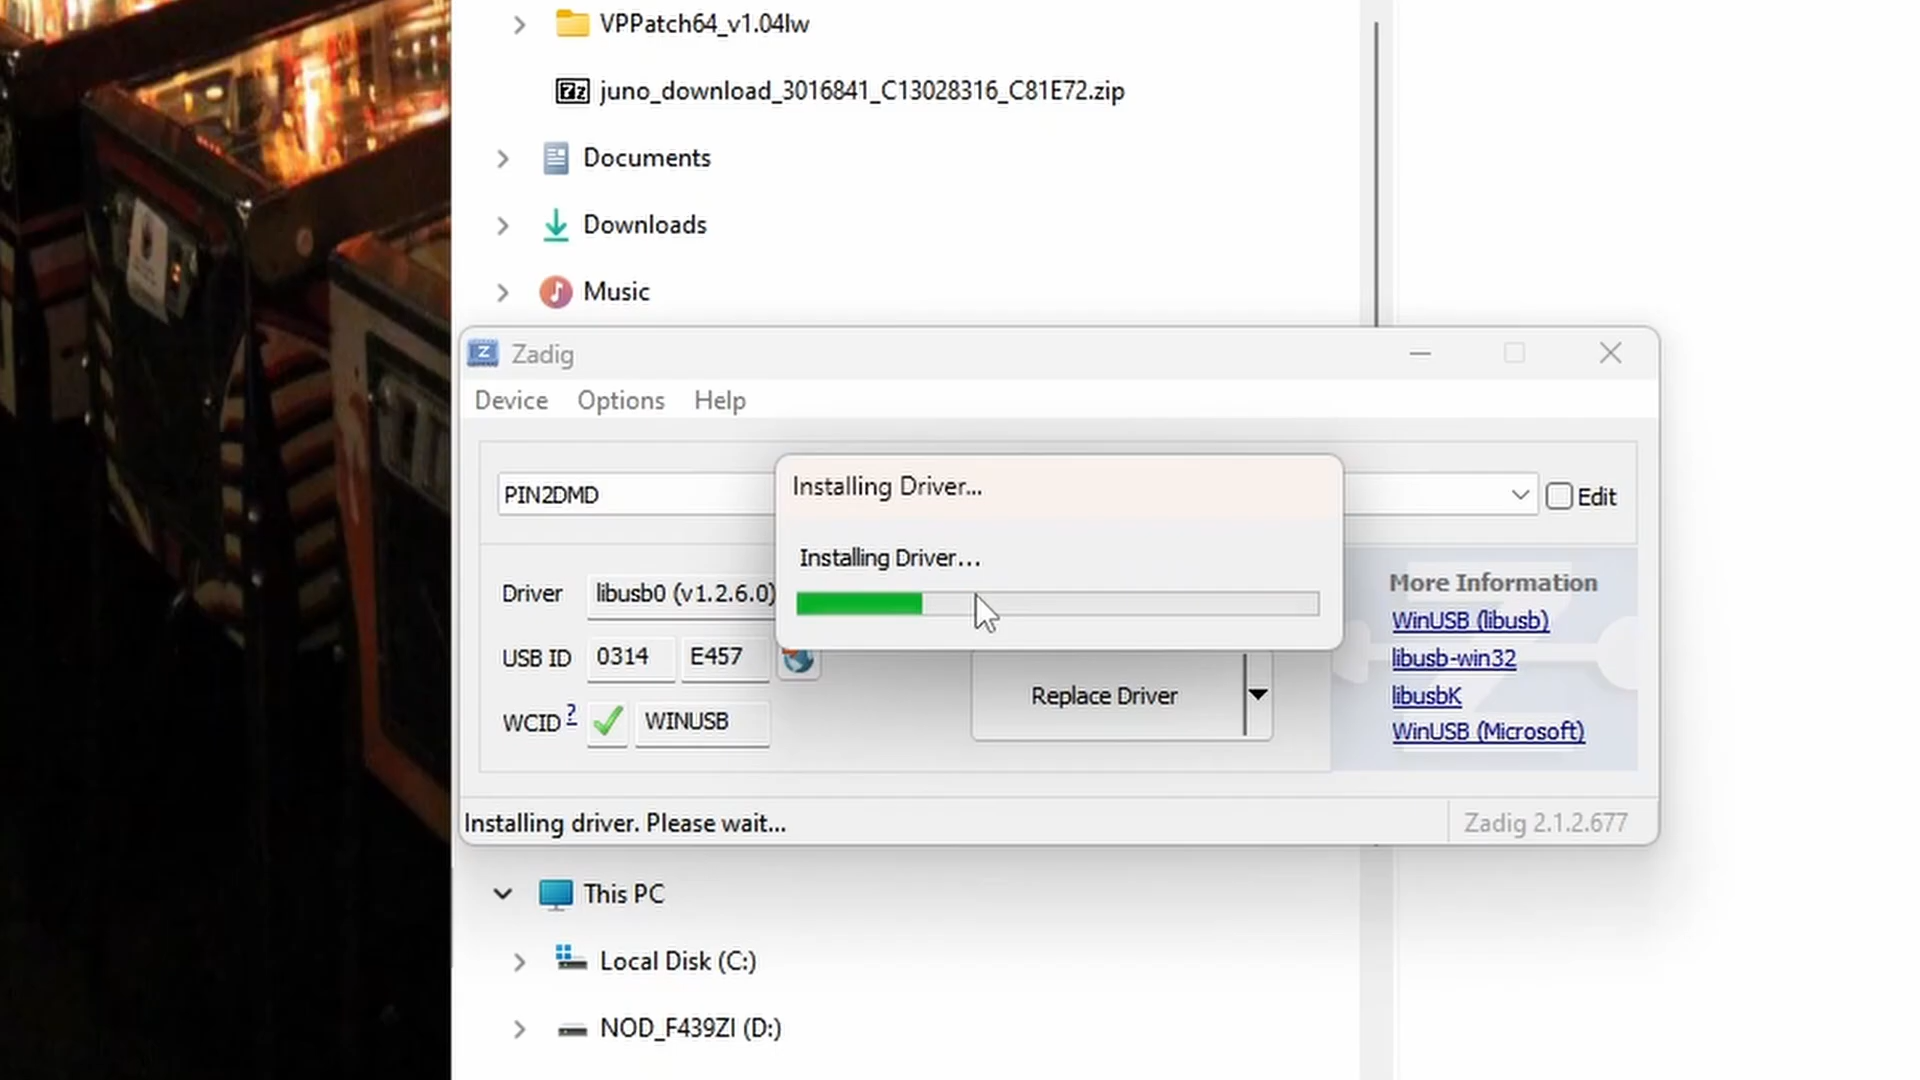 VPPatch64_v1.04lw
7z juno_download_3016841_C13028316_C81E72.zip
Documents
Downloads
Music
Z Zadig
Device Options Help
Installing Driver...
PIN2DMD
Edit
Installing Driver...
Driver libusb0 (v1.2.6.0)
More Information
WinUSB (libusb)
USB ID 0314 E457
libusb-win32
libusbK
Replace Driver
WCID ? WINUSB
WinUSB (Microsoft)
Installing driver. Please wait...
Zadig 2.1.2.677
This PC
Local Disk (C:)
NOD_F439ZI (D:)